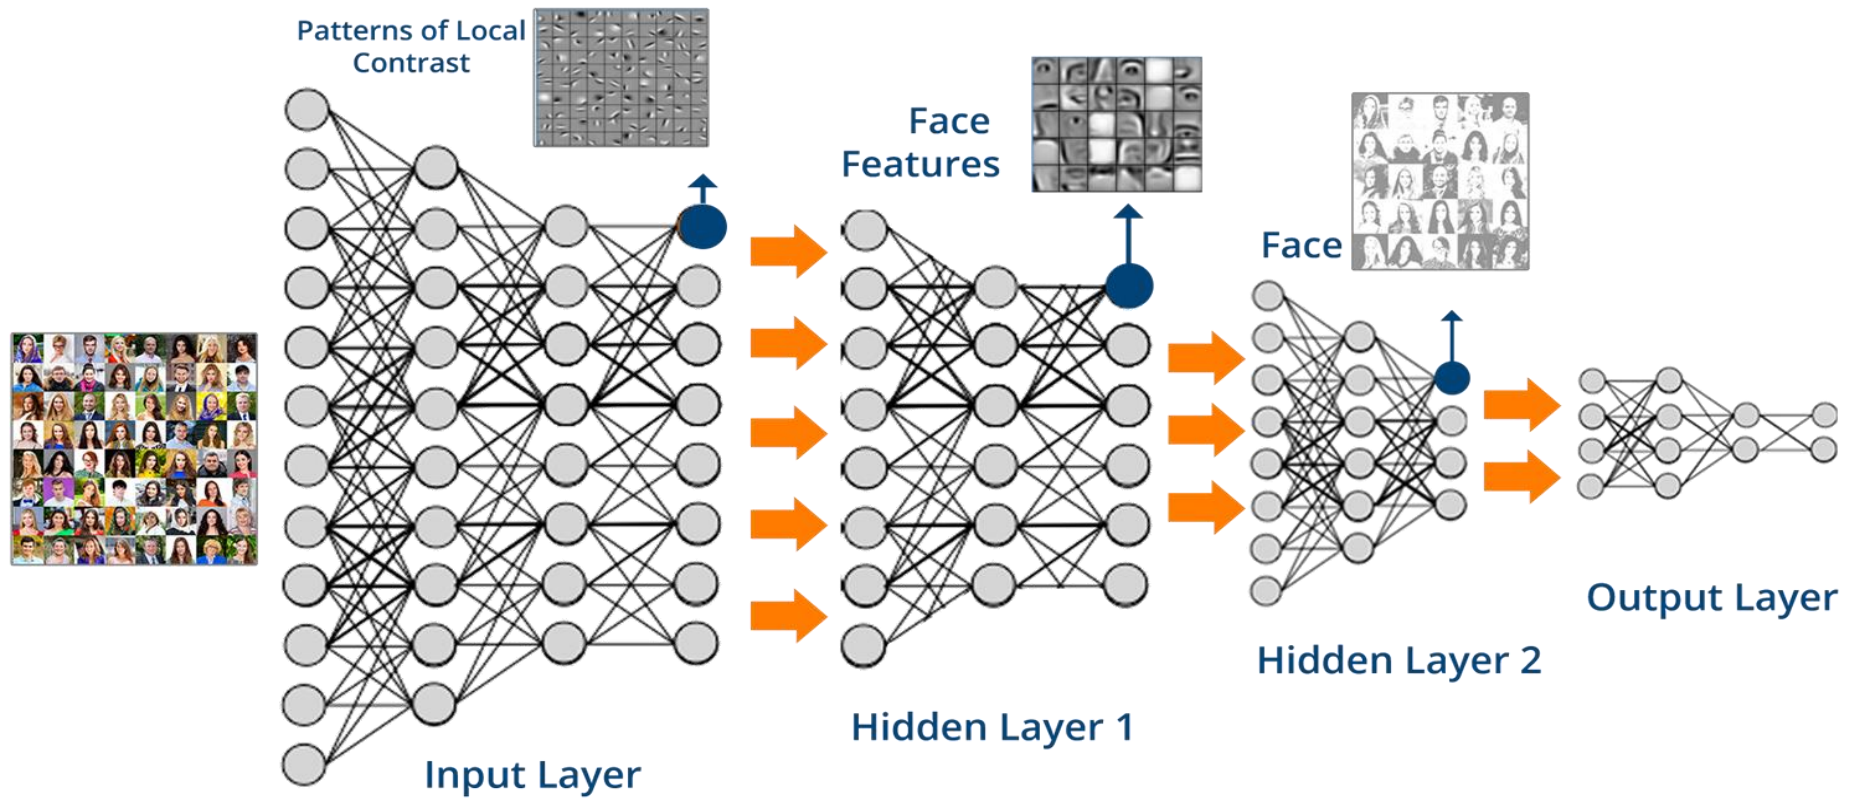 Patterns of Local
Contrast
Face
Features
Face
Input Layer
Hidden Layer 1
Hidden Layer 2
Output Layer